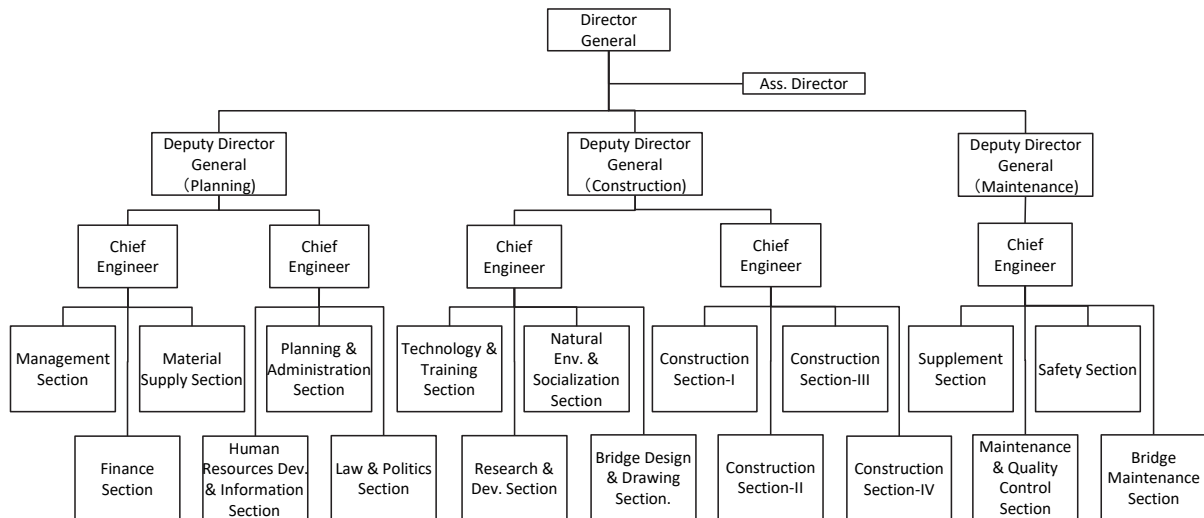 Director
General
Ass. Director
Deputy Director
General
（Planning)
Deputy Director
General
（Construction)
Deputy Director
General
（Maintenance)
Chief
Engineer
Chief
Engineer
Chief
Engineer
Chief
Engineer
Chief
Engineer
Management
Section
Material
Supply Section
Planning &
Administration
Section
Technology &
Training
Section
Natural
Env. &
Socialization
Section
Construction
Section-I
Construction
Section-III
Supplement
Section
Safety Section
Finance
Section
Human
Resources Dev.
& Information
Section
Law & Politics
Section
Research &
Dev. Section
Bridge Design
& Drawing
Section.
Construction
Section-II
Construction
Section-IV
Maintenance
& Quality
Control
Section
Bridge
Maintenance
Section